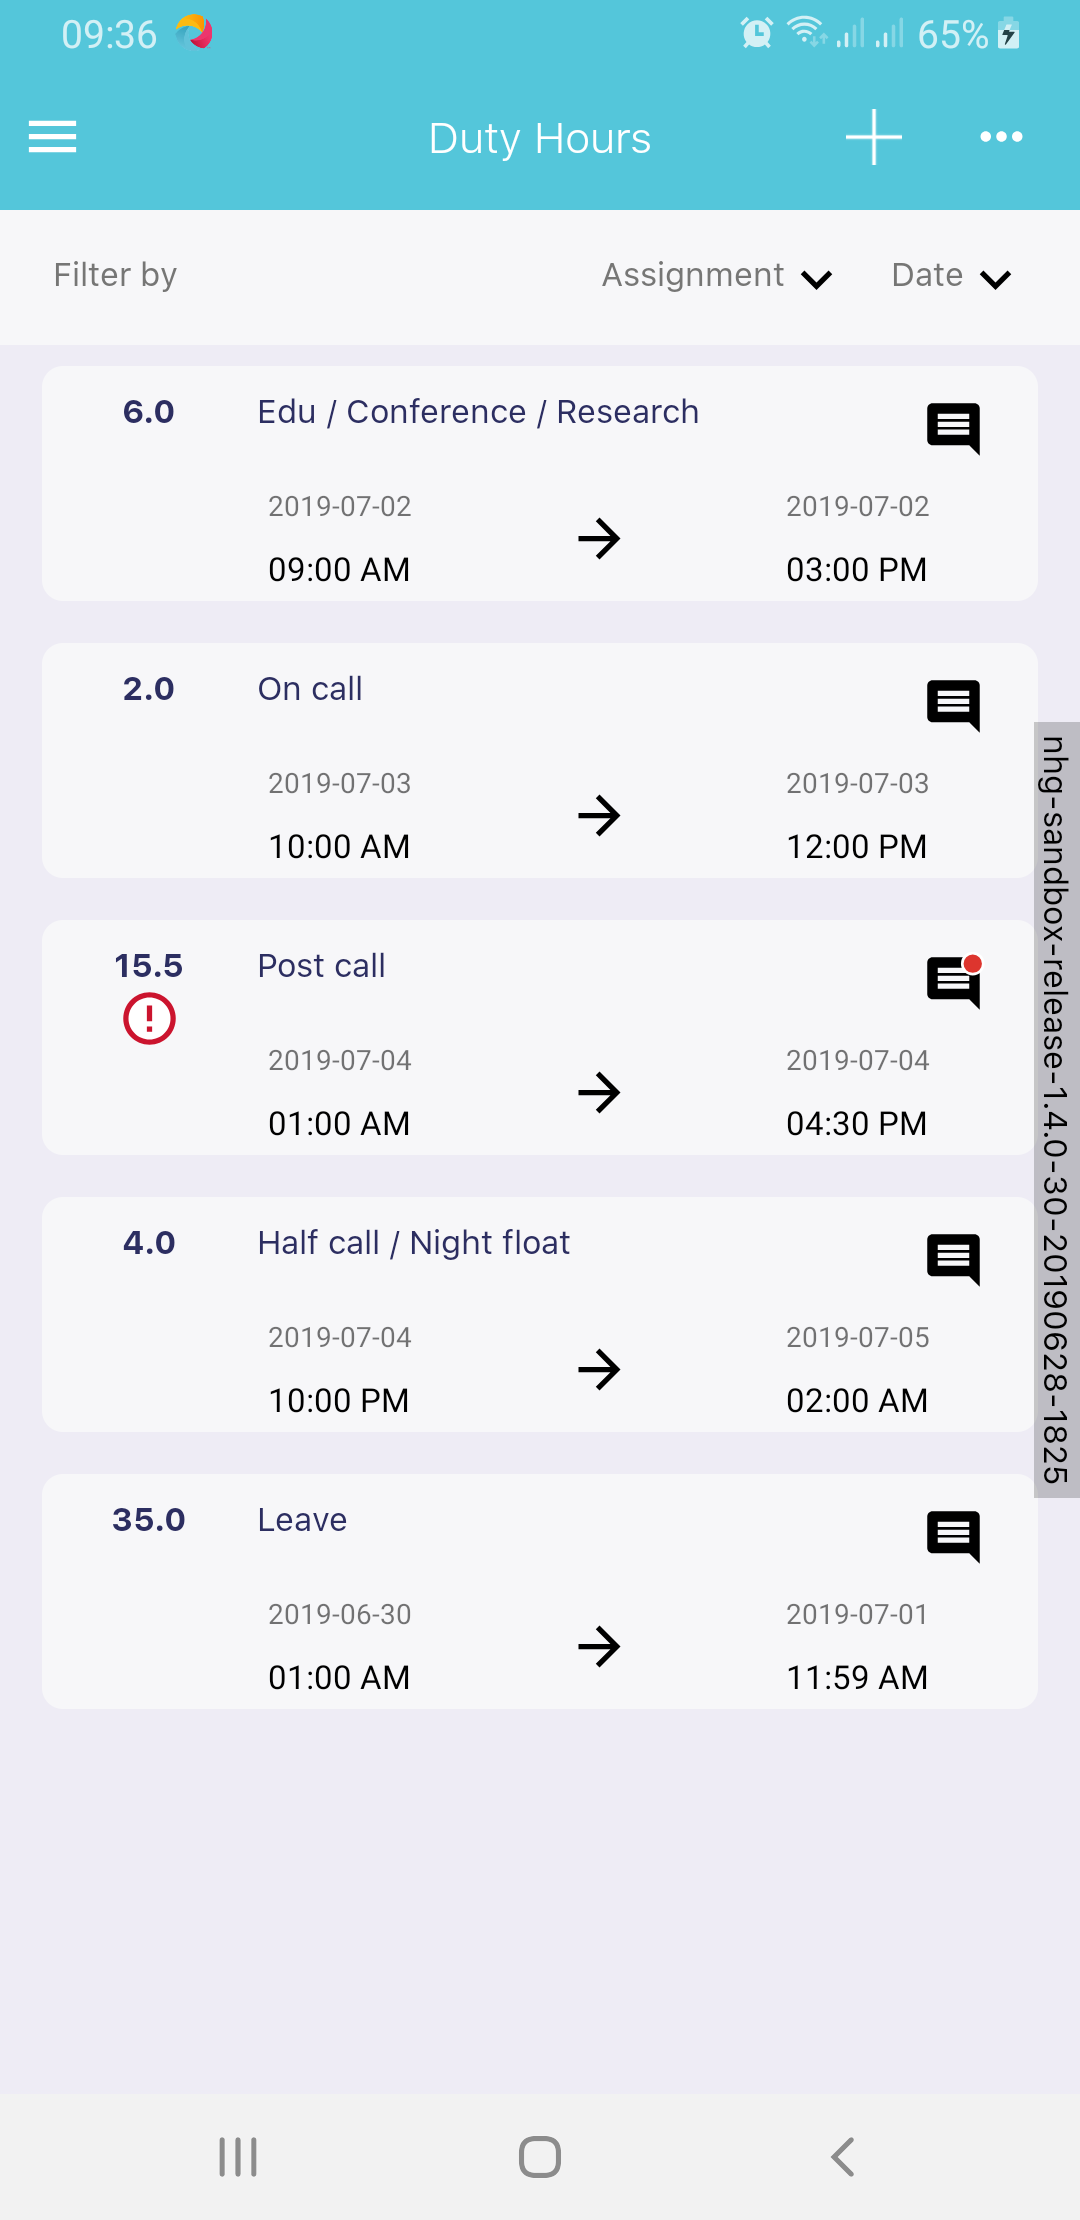 09:36
65%
Duty Hours
Filter by
Assignment
Date
6.0 Edu / Conference / Research
2019-07-02 2019-07-02
09:00 AM 03:00 PM
2.0 On call
2019-07-03 2019-07-03
10:00 AM 12:00 PM
15.5 Post call
2019-07-04 2019-07-04
01:00 AM 04:30 PM
4.0 Half call / Night float
2019-07-04 2019-07-05
10:00 PM 02:00 AM
35.0 Leave
2019-06-30 2019-07-01
01:00 AM 11:59 AM
nhg-sandbox-release-1.4.0-30-20190628-1825